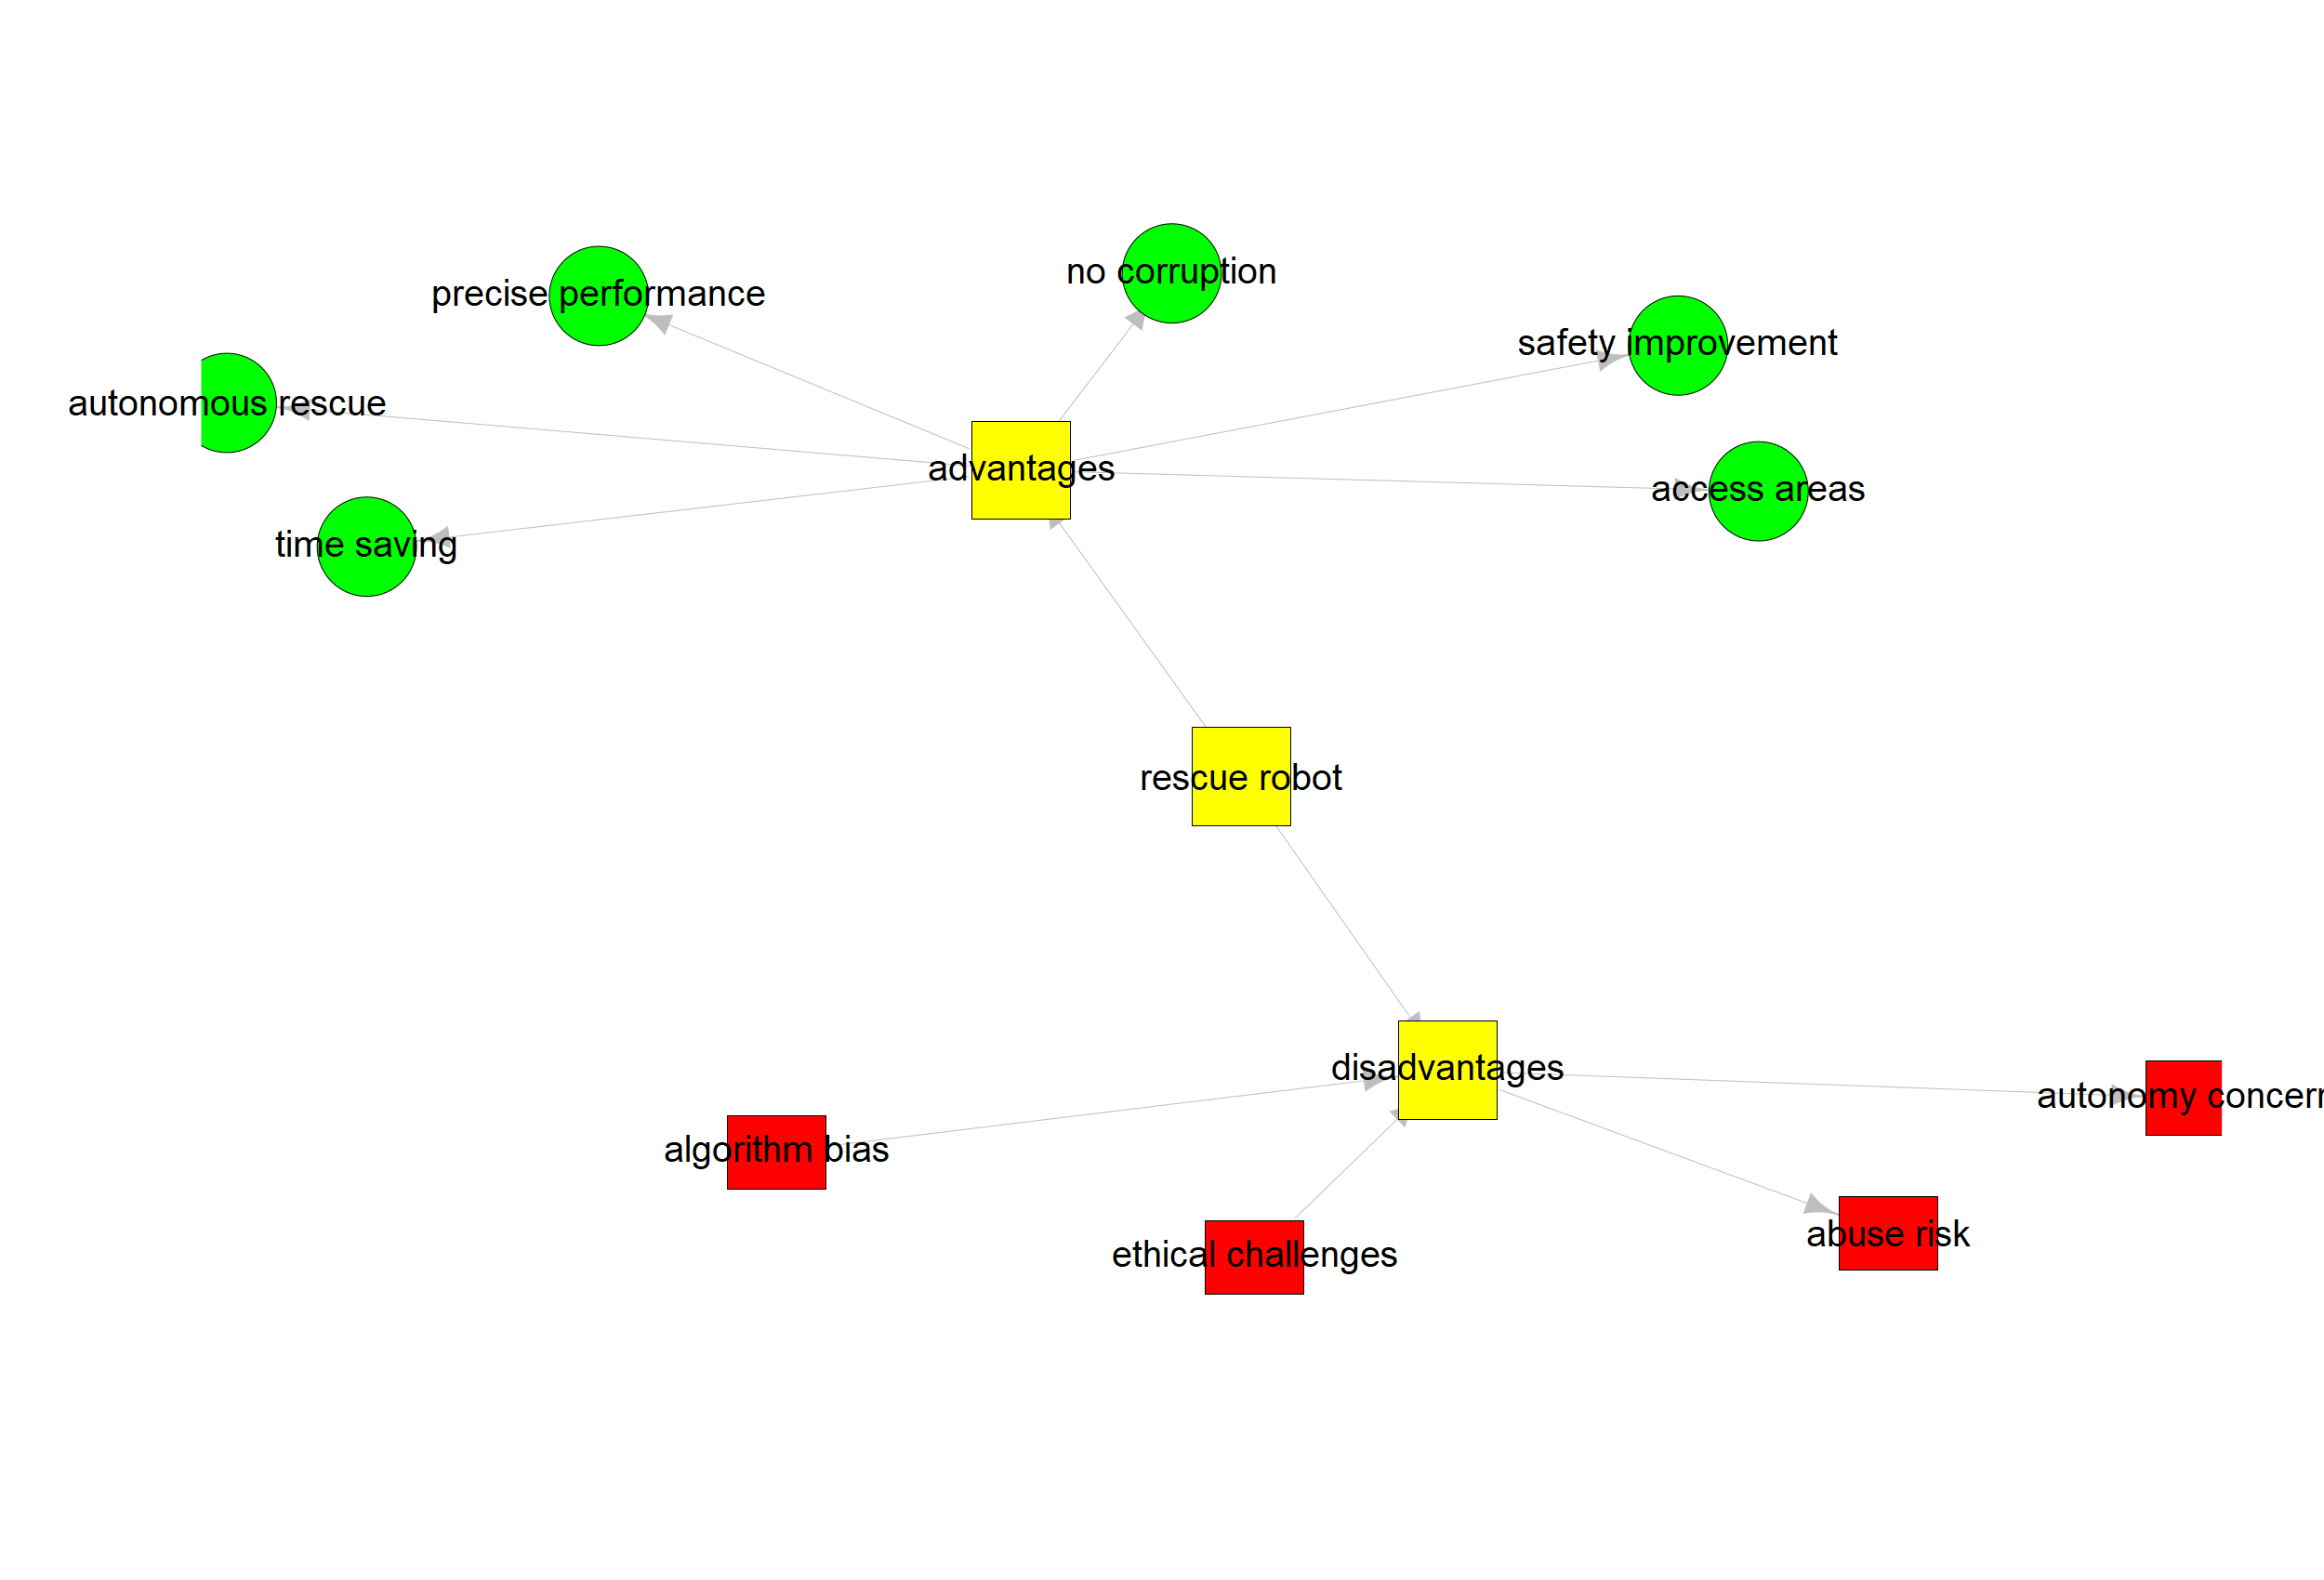 no corruption
precise performance
safety improvement
autonomous rescue
advantages
access areas
time saving
rescue robot
disadvantages
autonomy concern
algorithm bias
abuse risk
ethical challenges